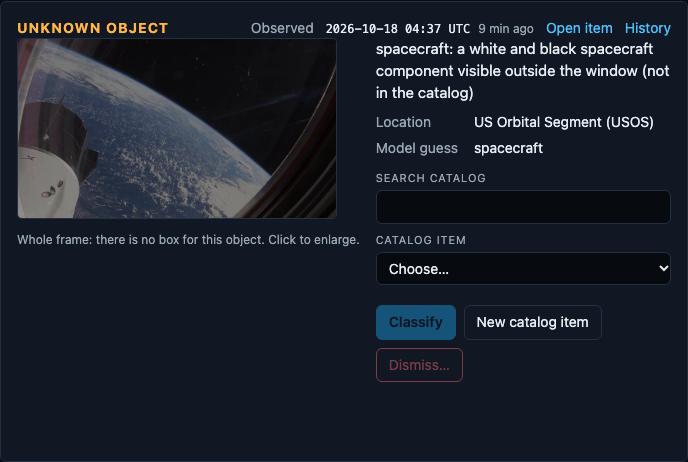 UNKNOWN OBJECT
Observed 2026-10-18 04:37 UTC 9 min ago Open item History
spacecraft: a white and black spacecraft
component visible outside the window (not
in the catalog)
Location US Orbital Segment (USOS)
Model guess spacecraft
SEARCH CATALOG
Whole frame: there is no box for this object. Click to enlarge.
CATALOG ITEM
Choose...
Classify
New catalog item
Dismiss...